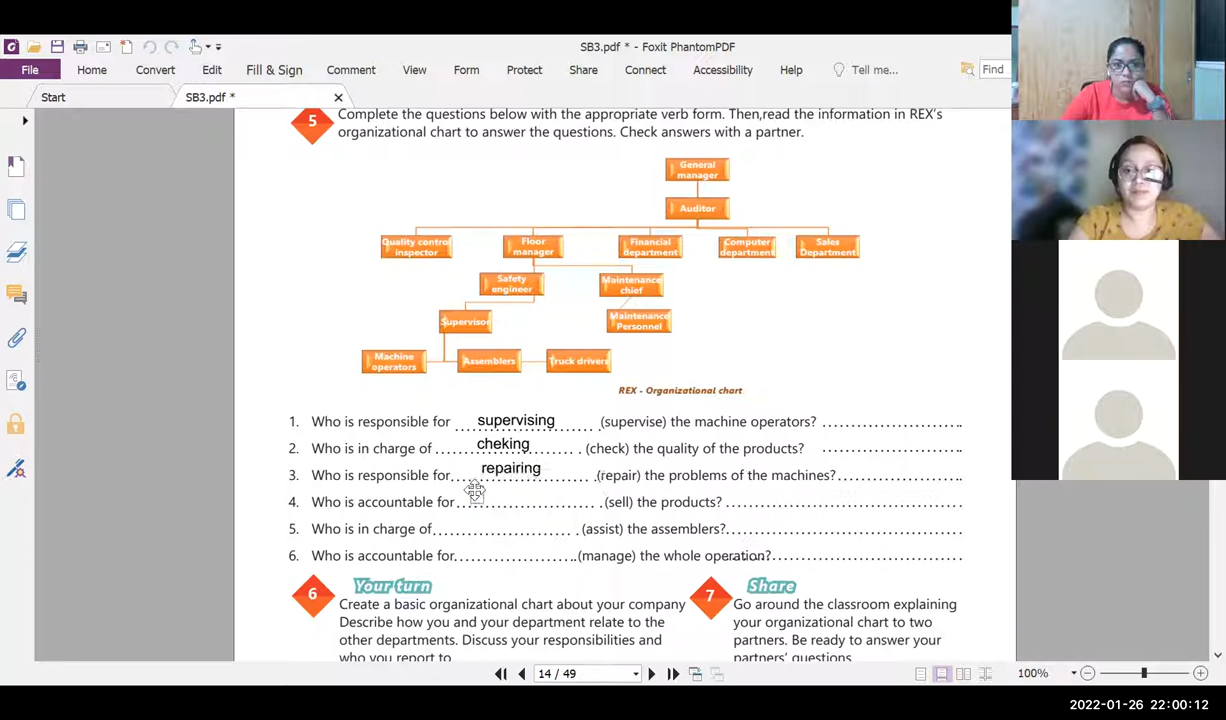 SB3.pdf * - Foxit PhantomPDF
File Home Convert Edit Fill & Sign Comment View Form Protect Share Connect Accessibility Help Tell me... Find
Start SB3.pdf *
5 Complete the questions below with the appropriate verb form. Then,read the information in REX's
organizational chart to answer the questions. Check answers with a partner.
General
manager
Auditor
Quality control
inspector
Floor
manager
Financial
department
Computer
department
Sales
Department
Safety
engineer
Maintenance
chief
Supervisor
Maintenance
Personnel
Machine
operators
Assemblers
Truck drivers
REX - Organizational chart
1. Who is responsible for supervising (supervise) the machine operators?
2. Who is in charge of cheking (check) the quality of the products?
3. Who is responsible for repairing (repair) the problems of the machines?
4. Who is accountable for (sell) the products?
5. Who is in charge of (assist) the assemblers?
6. Who is accountable for (manage) the whole operation?
6 Your turn
Create a basic organizational chart about your company
Describe how you and your department relate to the
other departments. Discuss your responsibilities and
who you report to
7 Share
Go around the classroom explaining
your organizational chart to two
partners. Be ready to answer your
partners' questions
14 / 49
100%
2022-01-26 22:00:12